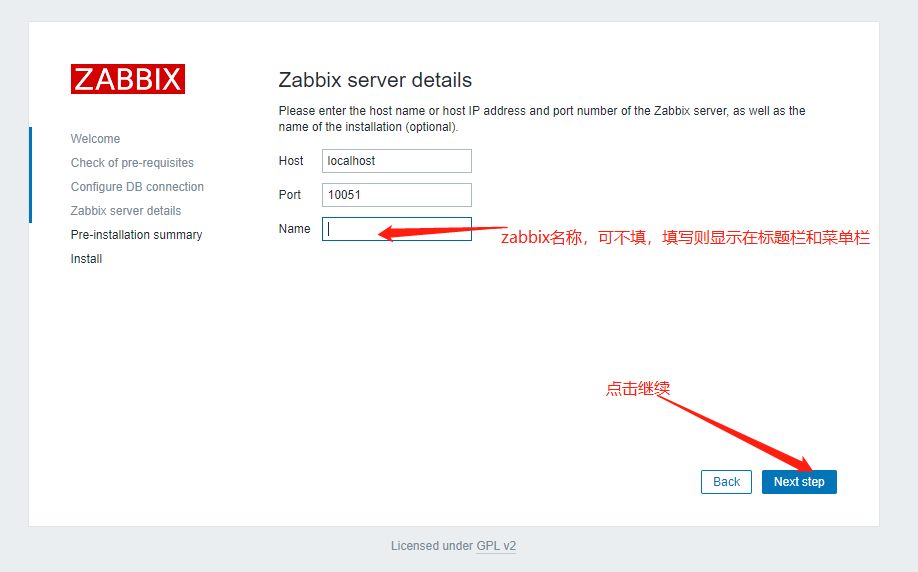 ZABBIX
Welcome
Check of pre-requisites
Configure DB connection
Zabbix server details
Pre-installation summary
Install
Zabbix server details
Please enter the host name or host IP address and port number of the Zabbix server, as well as the
name of the installation (optional).
Host localhost
Port 10051
Name
zabbix名称，可不填，填写则显示在标题栏和菜单栏
点击继续
Back Next step
Licensed under GPL v2